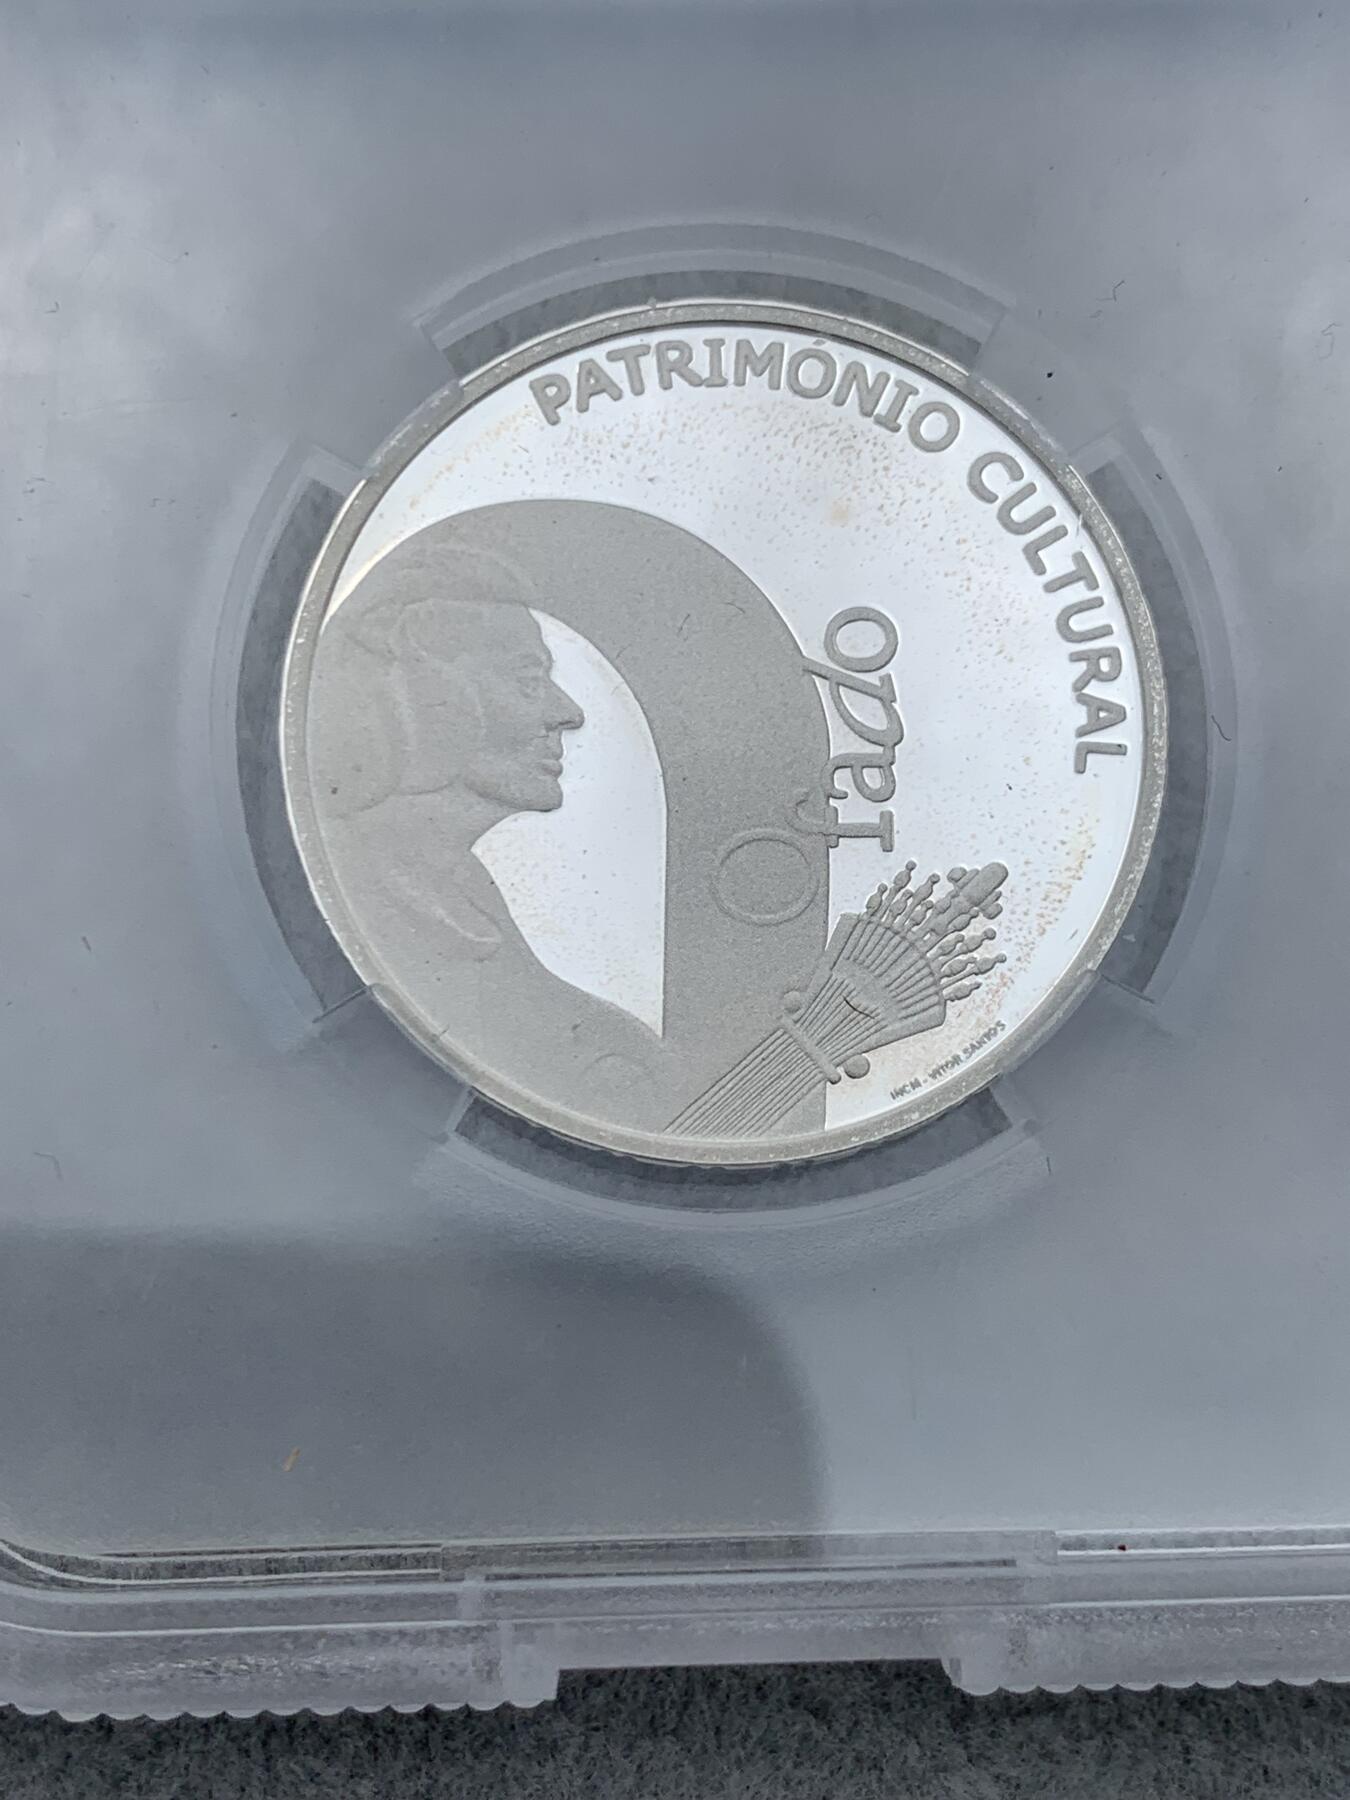 PATRIMÓNIO CULTURAL
O fado
INCM - VITOR SANTOS